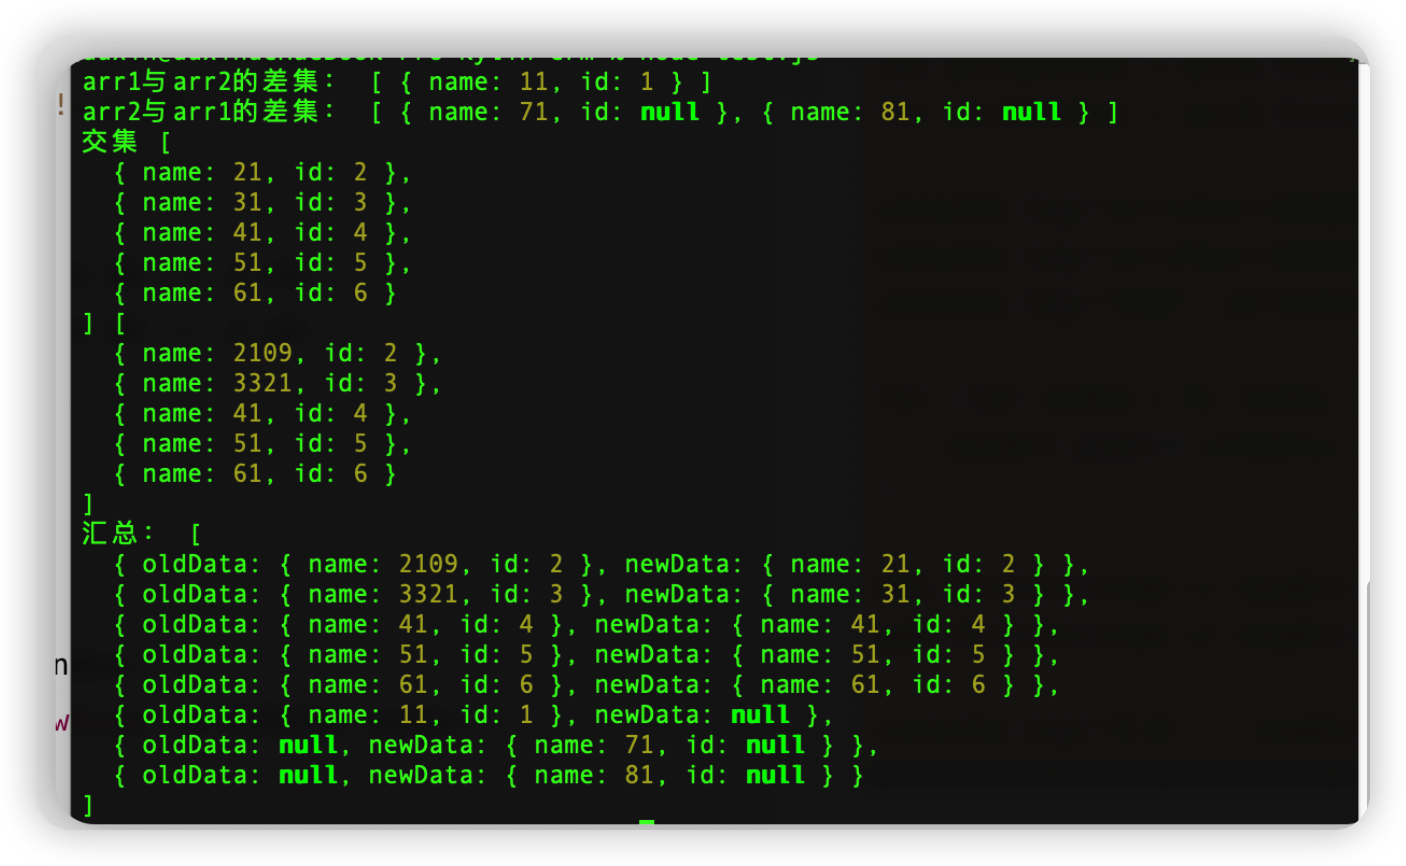 arr1与arr2的差集： [ { name: 11, id: 1 } ]
arr2与arr1的差集： [ { name: 71, id: null }, { name: 81, id: null } ]
交集 [
  { name: 21, id: 2 },
  { name: 31, id: 3 },
  { name: 41, id: 4 },
  { name: 51, id: 5 },
  { name: 61, id: 6 }
] [
  { name: 2109, id: 2 },
  { name: 3321, id: 3 },
  { name: 41, id: 4 },
  { name: 51, id: 5 },
  { name: 61, id: 6 }
]
汇总： [
  { oldData: { name: 2109, id: 2 }, newData: { name: 21, id: 2 } },
  { oldData: { name: 3321, id: 3 }, newData: { name: 31, id: 3 } },
  { oldData: { name: 41, id: 4 }, newData: { name: 41, id: 4 } },
  { oldData: { name: 51, id: 5 }, newData: { name: 51, id: 5 } },
  { oldData: { name: 61, id: 6 }, newData: { name: 61, id: 6 } },
  { oldData: { name: 11, id: 1 }, newData: null },
  { oldData: null, newData: { name: 71, id: null } },
  { oldData: null, newData: { name: 81, id: null } }
]